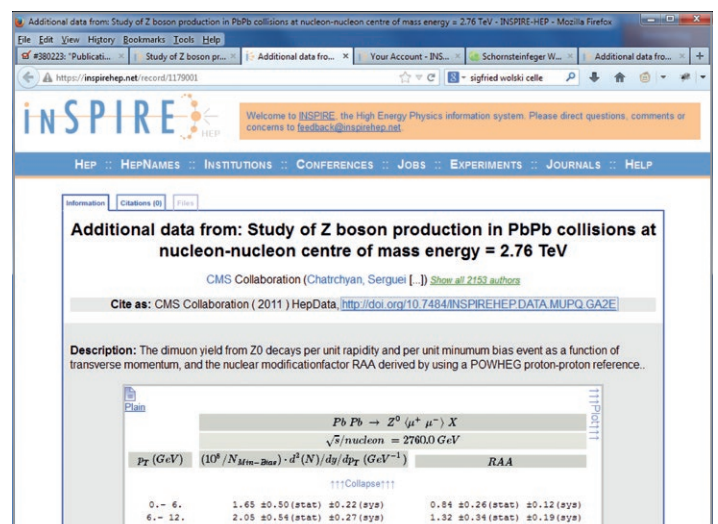 Additional data from: Study of Z boson production in PbPb collisions at nucleon-nucleon centre of mass energy = 2.76 TeV - INSPIRE-HEP - Mozilla Firefox
File Edit View History Bookmarks Tools Help
#380223: "Publicati... Study of Z boson pr... Additional data fro... Your Account - INS... Schornsteinfeger W... Additional data fro...
https://inspirehep.net/record/1179001 sigfried wolski celle
inSPIRE HEP
Welcome to INSPIRE, the High Energy Physics information system. Please direct questions, comments or
concerns to feedback@inspirehep.net.
HEP :: HEPNAMES :: INSTITUTIONS :: CONFERENCES :: JOBS :: EXPERIMENTS :: JOURNALS :: HELP
Information Citations (0) Files
Additional data from: Study of Z boson production in PbPb collisions at
nucleon-nucleon centre of mass energy = 2.76 TeV
CMS Collaboration (Chatrchyan, Serguei [...]) Show all 2153 authors
Cite as: CMS Collaboration ( 2011 ) HepData, http://doi.org/10.7484/INSPIREHEP.DATA.MUPQ.GA2E
Description: The dimuon yield from Z0 decays per unit rapidity and per unit minumum bias event as a function of
transverse momentum, and the nuclear modificationfactor RAA derived by using a POWHEG proton-proton reference..
Plain
↑↑↑Plot↑↑↑
Pb Pb → Z⁰ ⟨μ⁺ μ⁻⟩ X
√s/nucleon = 2760.0 GeV
p_T (GeV) (10⁸/N_Min−Bias) · d²(N)/dy/dp_T (GeV⁻¹) RAA
↑↑↑Collapse↑↑↑
0.- 6. 1.65 ±0.50(stat) ±0.22(sys) 0.84 ±0.26(stat) ±0.12(sys)
6.- 12. 2.05 ±0.54(stat) ±0.27(sys) 1.32 ±0.34(stat) ±0.19(sys)